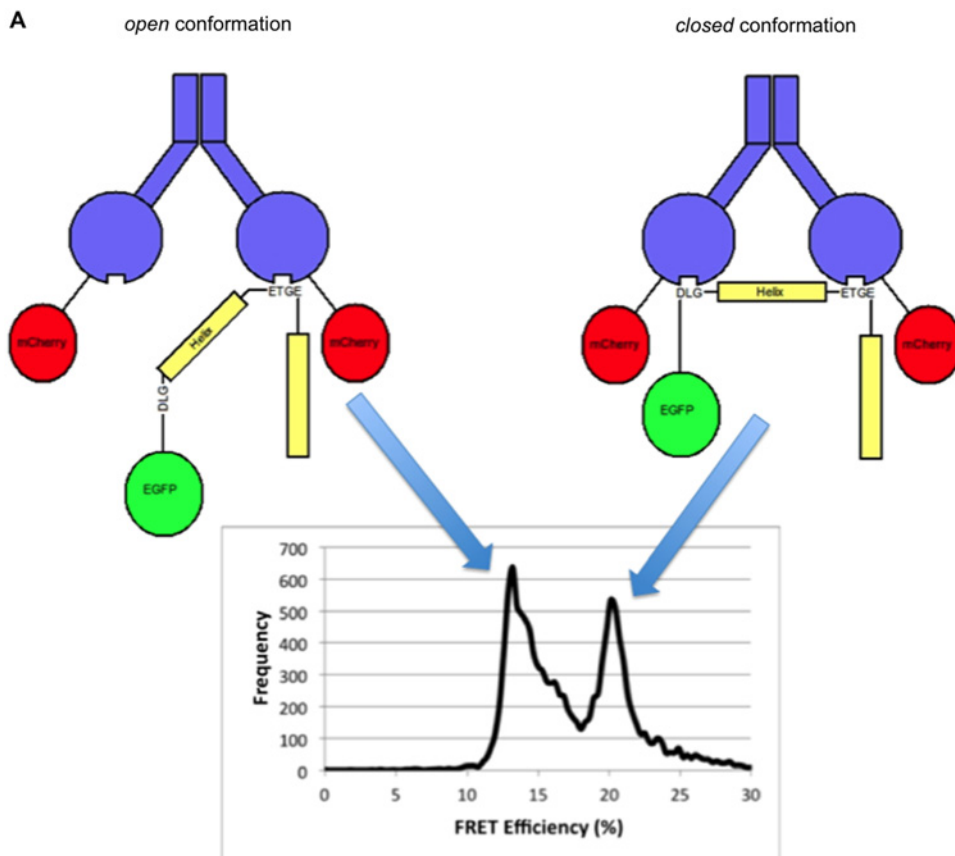 A
open conformation
closed conformation
ETGE
Helix
mCherry
mCherry
DLG
EGFP
DLG
Helix
ETGE
mCherry
mCherry
EGFP
700
600
500
400
300
200
100
0
Frequency
0 5 10 15 20 25 30
FRET Efficiency (%)